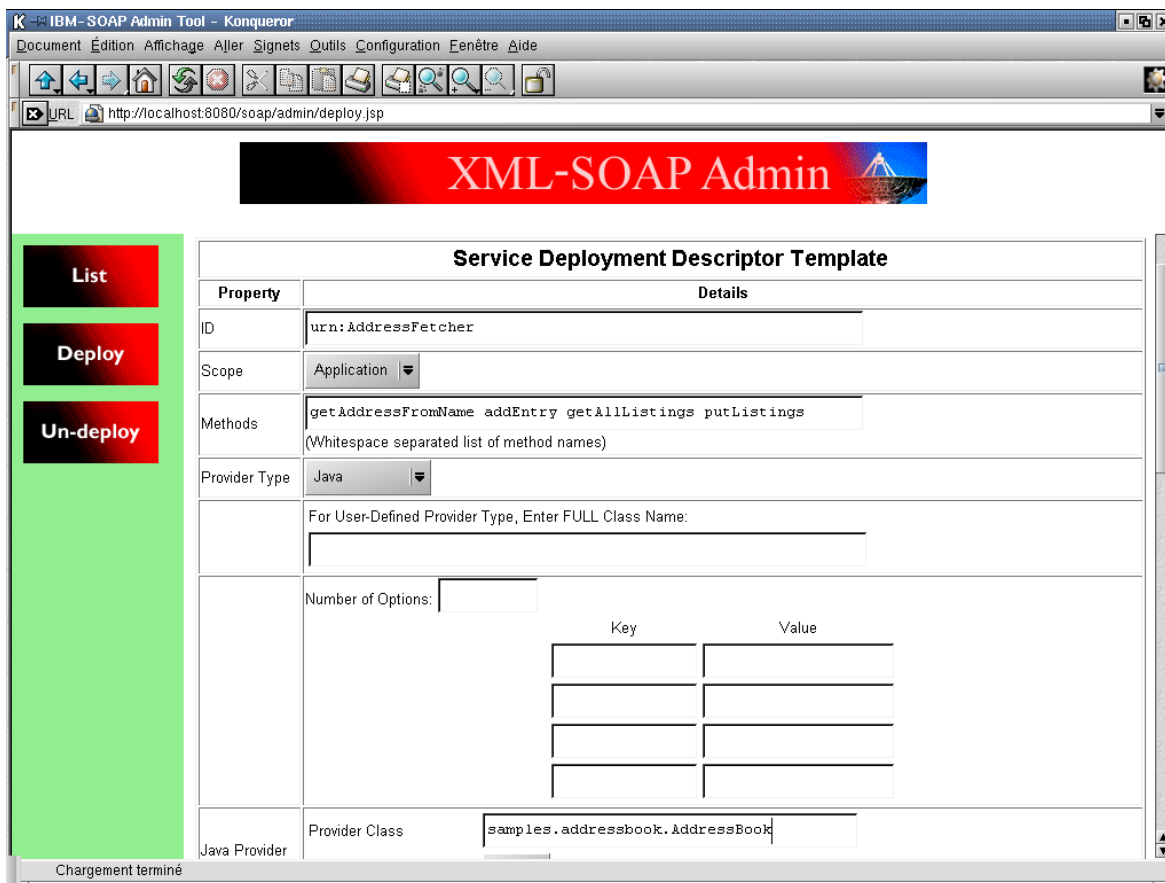 IBM-SOAP Admin Tool - Konqueror
Document Édition Affichage Aller Signets Outils Configuration Fenêtre Aide
URL http://localhost:8080/soap/admin/deploy.jsp
XML-SOAP Admin
List
Deploy
Un-deploy
Service Deployment Descriptor Template
Property Details
ID urn:AddressFetcher
Scope Application
Methods getAddressFromName addEntry getAllListings putListings
(Whitespace separated list of method names)
Provider Type Java
For User-Defined Provider Type, Enter FULL Class Name:
Number of Options:
Key Value
Java Provider Provider Class samples.addressbook.AddressBook
Chargement terminé